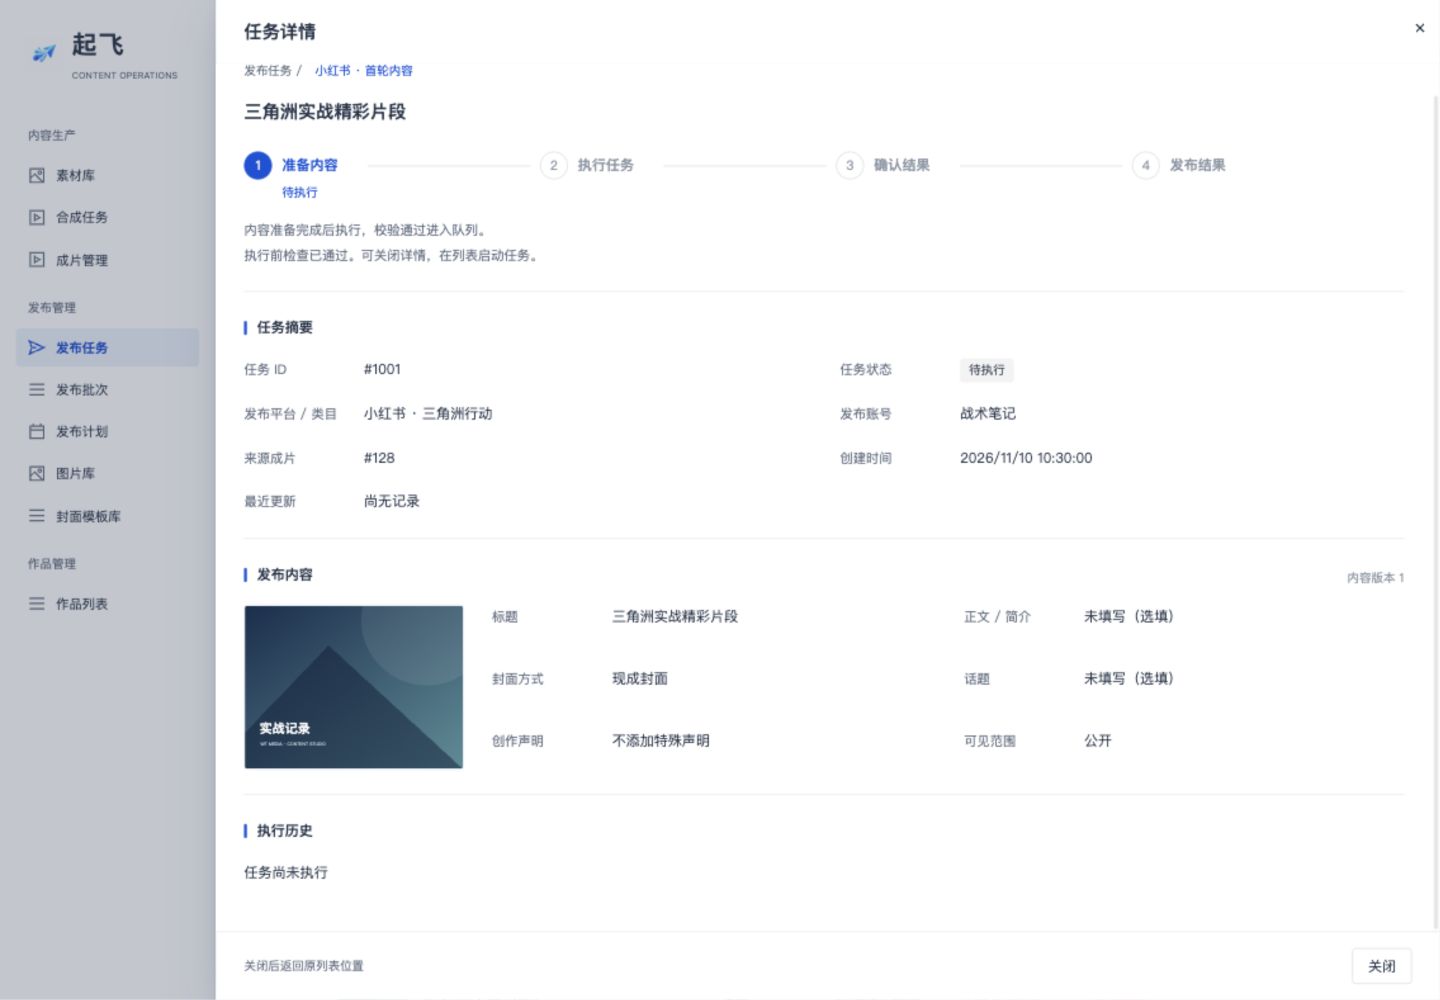 起飞
CONTENT OPERATIONS
内容生产
素材库
合成任务
成片管理
发布管理
发布任务
发布批次
发布计划
图片库
封面模板库
作品管理
作品列表
任务详情
×
发布任务 / 小红书 · 首轮内容
三角洲实战精彩片段
1 准备内容 2 执行任务 3 确认结果 4 发布结果
待执行
内容准备完成后执行，校验通过进入队列。
执行前检查已通过。可关闭详情，在列表启动任务。
任务摘要
任务 ID #1001 任务状态 待执行
发布平台 / 类目 小红书 · 三角洲行动 发布账号 战术笔记
来源成片 #128 创建时间 2026/11/10 10:30:00
最近更新 尚无记录
发布内容 内容版本 1
标题 三角洲实战精彩片段 正文 / 简介 未填写（选填）
封面方式 现成封面 话题 未填写（选填）
创作声明 不添加特殊声明 可见范围 公开
实战记录
WT MEDIA · CONTENT STUDIO
执行历史
任务尚未执行
关闭后返回原列表位置 关闭